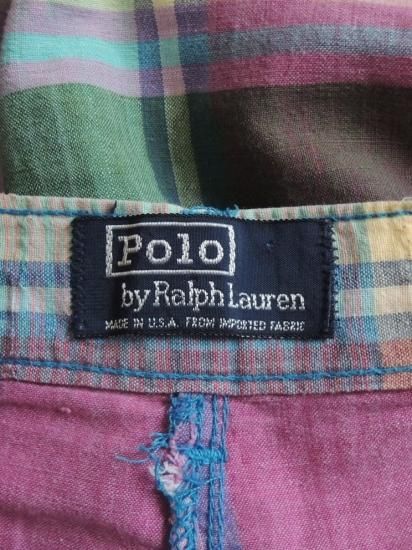 Polo
by Ralph Lauren
MADE IN U.S.A. FROM IMPORTED FABRIC